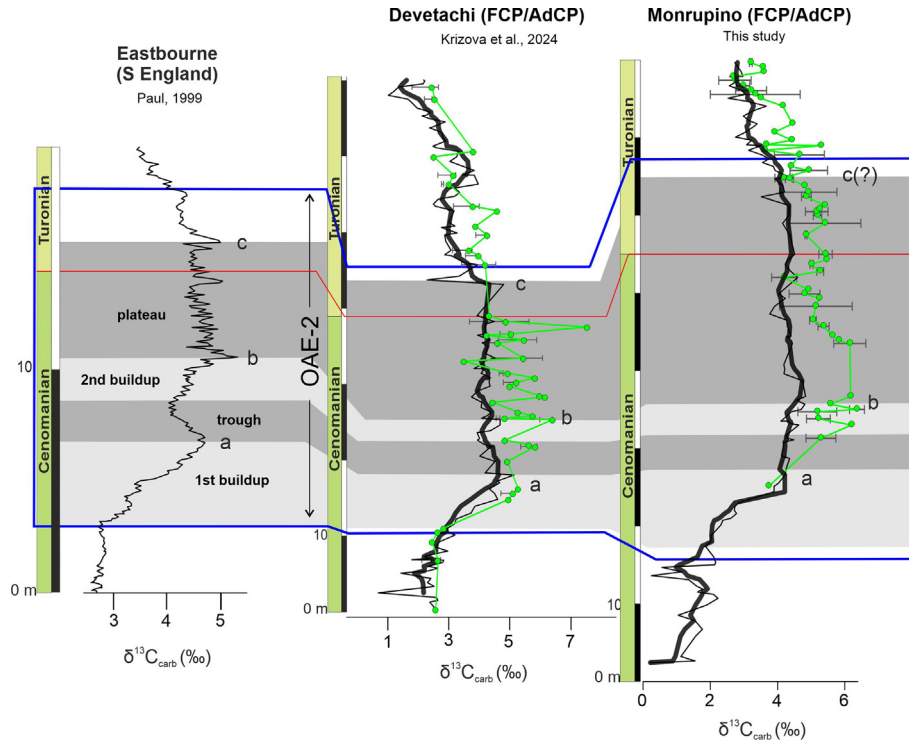 Devetachi (FCP/AdCP)
Krizova et al., 2024
Monrupino (FCP/AdCP)
This study
Eastbourne
(S England)
Paul, 1999
Turonian
Cenomanian
10
0 m
plateau
2nd buildup
trough
1st buildup
c
b
a
3
4
5
δ¹³Ccarb (‰)
OAE-2
Turonian
Cenomanian
10
0 m
c
b
a
1
3
5
7
δ¹³Ccarb (‰)
Turonian
Cenomanian
10
0 m
c(?)
b
a
0
2
4
6
δ¹³Ccarb (‰)